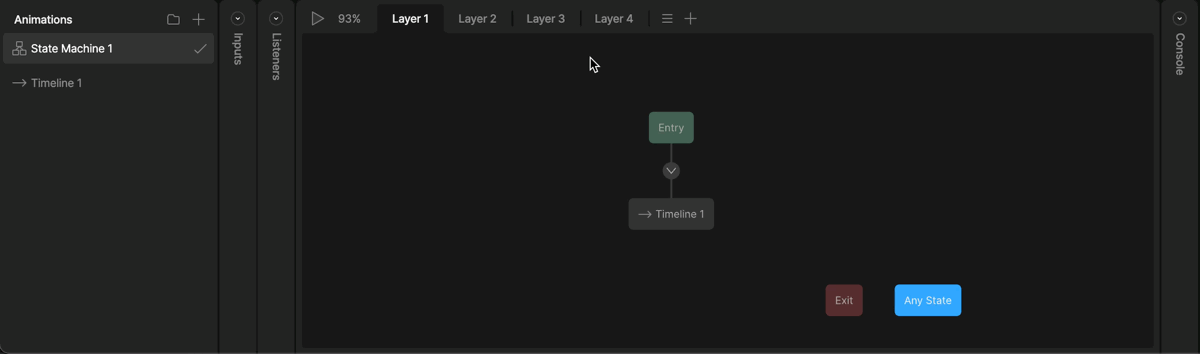 Animations
State Machine 1
Timeline 1
Inputs
Listeners
93%
Layer 1
Layer 2
Layer 3
Layer 4
Entry
Timeline 1
Exit
Any State
Console